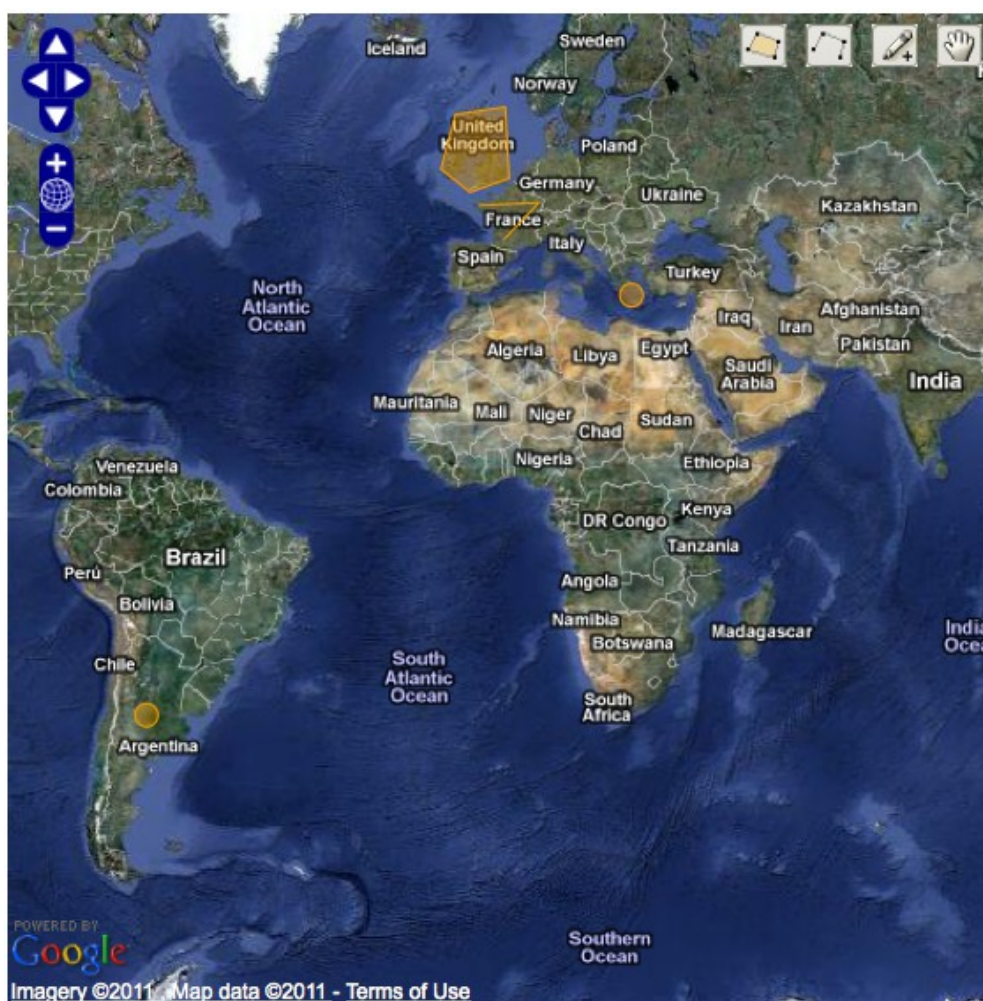 Iceland
Sweden
Norway
United
Kingdom
Poland
Germany
Ukraine
Kazakhstan
France
Italy
Spain
Turkey
North
Atlantic
Ocean
Afghanistan
Iraq
Iran
Pakistan
Algeria
Libya
Egypt
Saudi
Arabia
India
Mauritania
Mali
Niger
Chad
Sudan
Nigeria
Ethiopia
Venezuela
Colombia
Kenya
DR Congo
Tanzania
Brazil
Perú
Angola
Bolivia
Namibia
Botswana
Madagascar
India
Ocea
Chile
South
Atlantic
Ocean
South
Africa
Argentina
POWERED BY
Google
Southern
Ocean
Imagery ©2011 , Map data ©2011 - Terms of Use